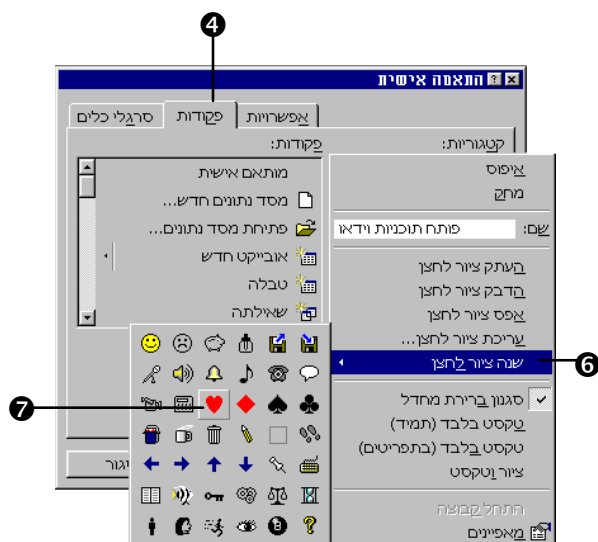 4
התאמה אישית
סרגלי כלים
פקודות
אפשרויות
קטגוריות:
פקודות:
מותאם אישית
מסד נתונים חדש...
פתיחת מסד נתונים...
אובייקט חדש
טבלה
שאילתה
איפוס
מחק
שם: פותח תוכניות וידאו
העתק ציור לחצן
הדבק ציור לחצן
אפס ציור לחצן
עריכת ציור לחצן...
שנה ציור לחצן
6
7
סגנון ברירת מחדל
טקסט בלבד (תמיד)
טקסט בלבד (בתפריטים)
ציור וטקסט
התחל קבוצה
מאפיינים